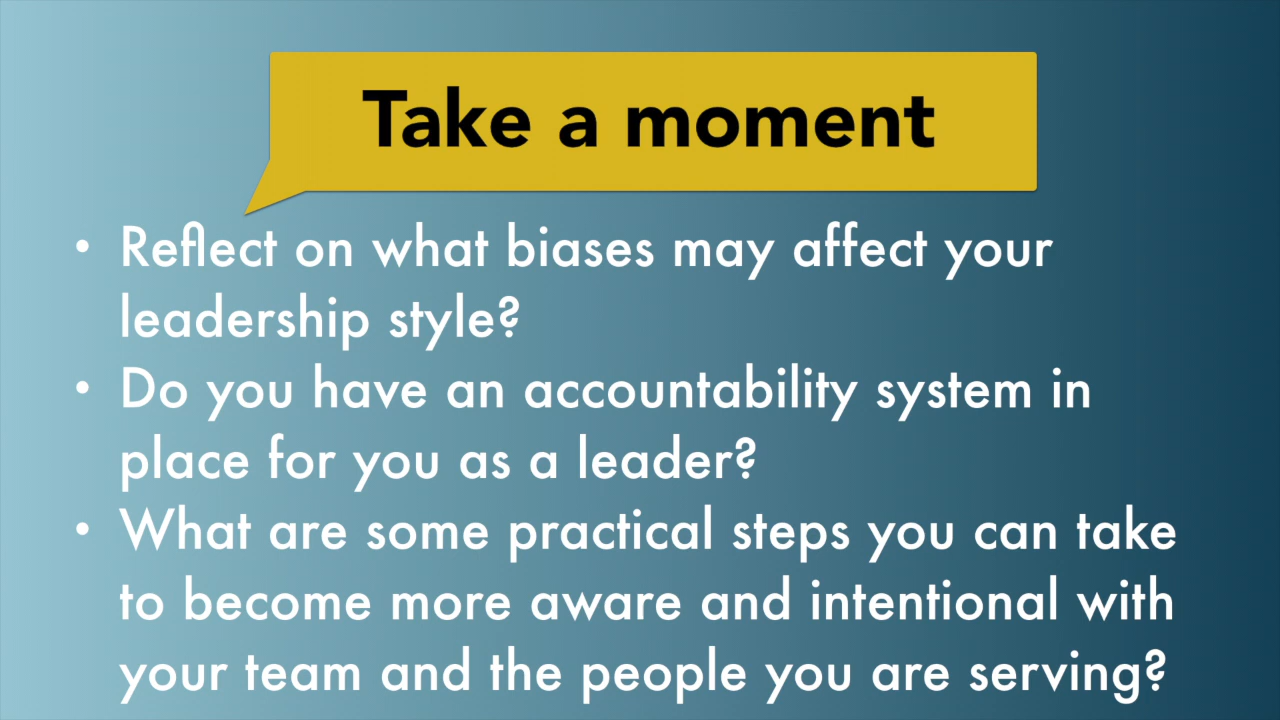 Take a moment
• Reflect on what biases may affect your
leadership style?
• Do you have an accountability system in
place for you as a leader?
• What are some practical steps you can take
to become more aware and intentional with
your team and the people you are serving?